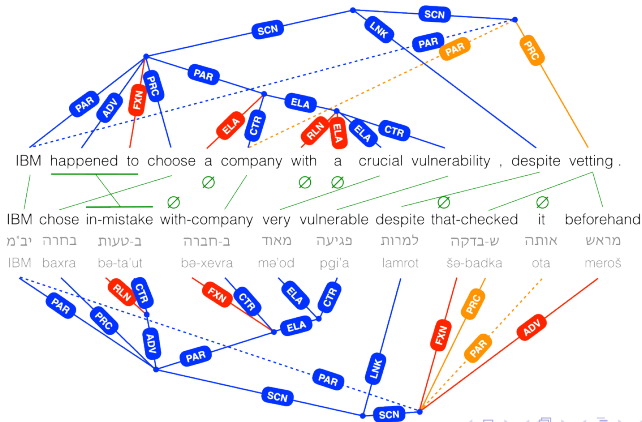 SCN SCN
LNK PAR PAR PRC
PAR ADV FXN PRC PAR ELA CTR ELA RLN ELA ELA CTR
IBM happened to choose a company with a crucial vulnerability , despite vetting .
∅ ∅ ∅ ∅ ∅ ∅
IBM chose in-mistake with-company very vulnerable despite that-checked it beforehand
יב"מ בחרה ב-טעות ב-חברה מאוד פגיעה למרות ש-בדקה אותה מראש
IBM baxra bə-ta'ut bə-xevra mə'od pgi'a lamrot šə-badka ota meroš
PAR PRC RLN CTR ADV FXN CTR ELA CTR ELA PAR PAR LNK FXN PRC PAR ADV
SCN SCN